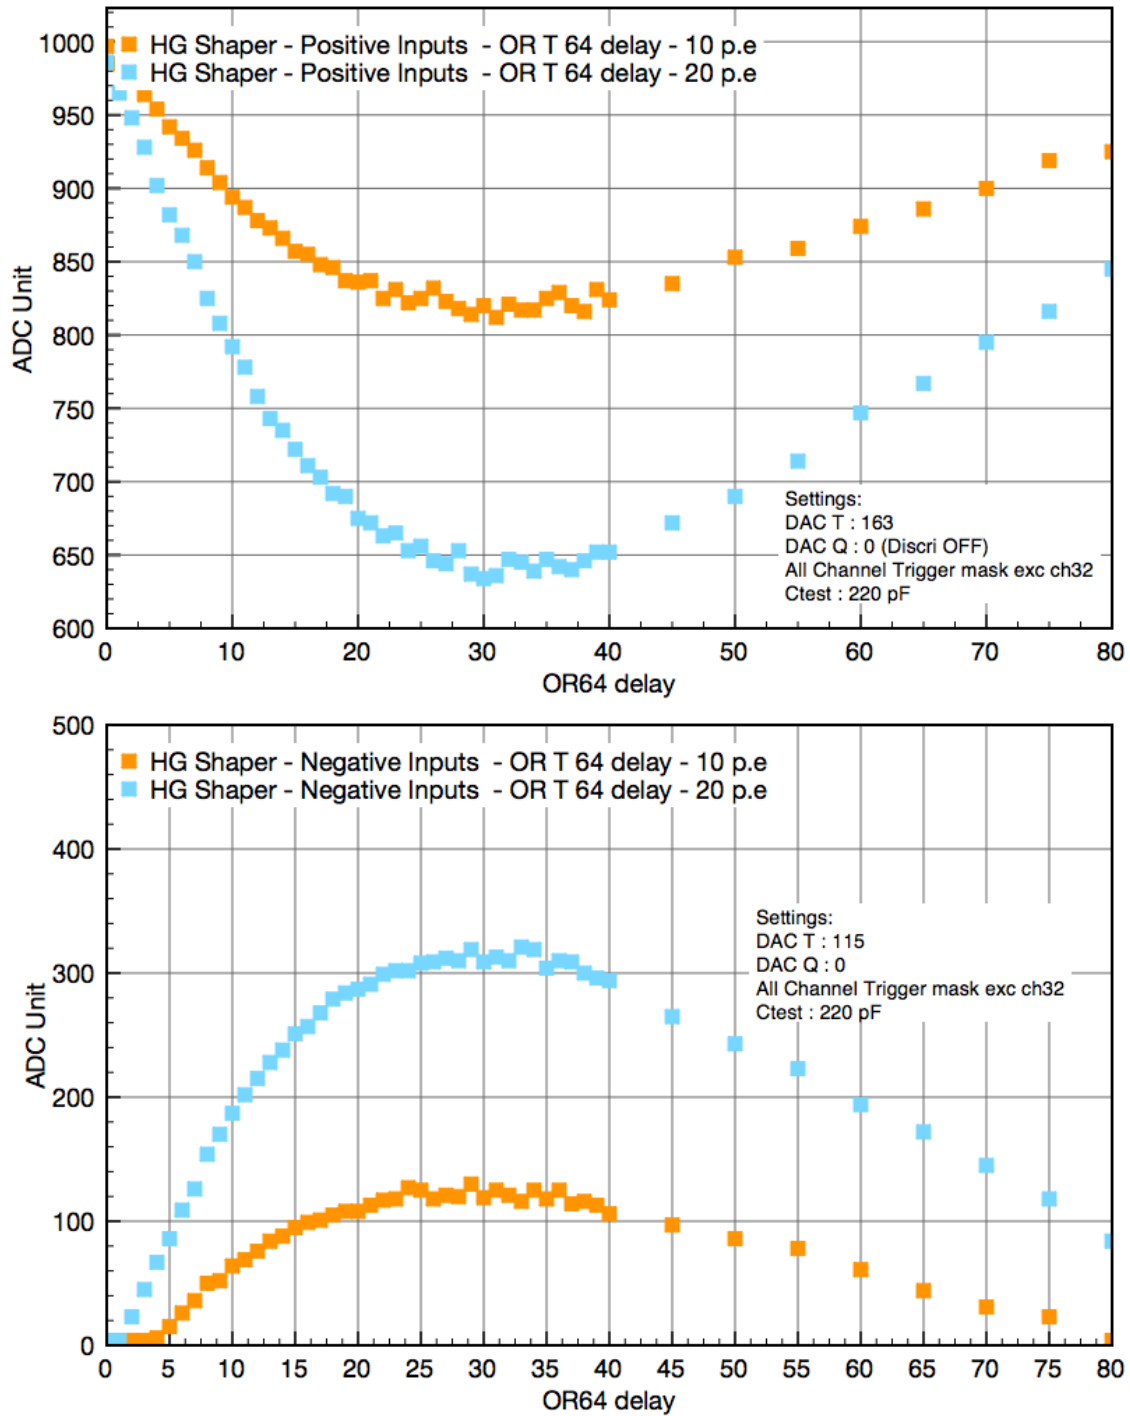 1000
950
900
850
800
750
700
650
600
ADC Unit
HG Shaper - Positive Inputs - OR T 64 delay - 10 p.e
HG Shaper - Positive Inputs - OR T 64 delay - 20 p.e
Settings:
DAC T : 163
DAC Q : 0 (Discri OFF)
All Channel Trigger mask exc ch32
Ctest : 220 pF
0 10 20 30 40 50 60 70 80
OR64 delay
500
400
300
200
100
0
ADC Unit
HG Shaper - Negative Inputs - OR T 64 delay - 10 p.e
HG Shaper - Negative Inputs - OR T 64 delay - 20 p.e
Settings:
DAC T : 115
DAC Q : 0
All Channel Trigger mask exc ch32
Ctest : 220 pF
0 5 10 15 20 25 30 35 40 45 50 55 60 65 70 75 80
OR64 delay